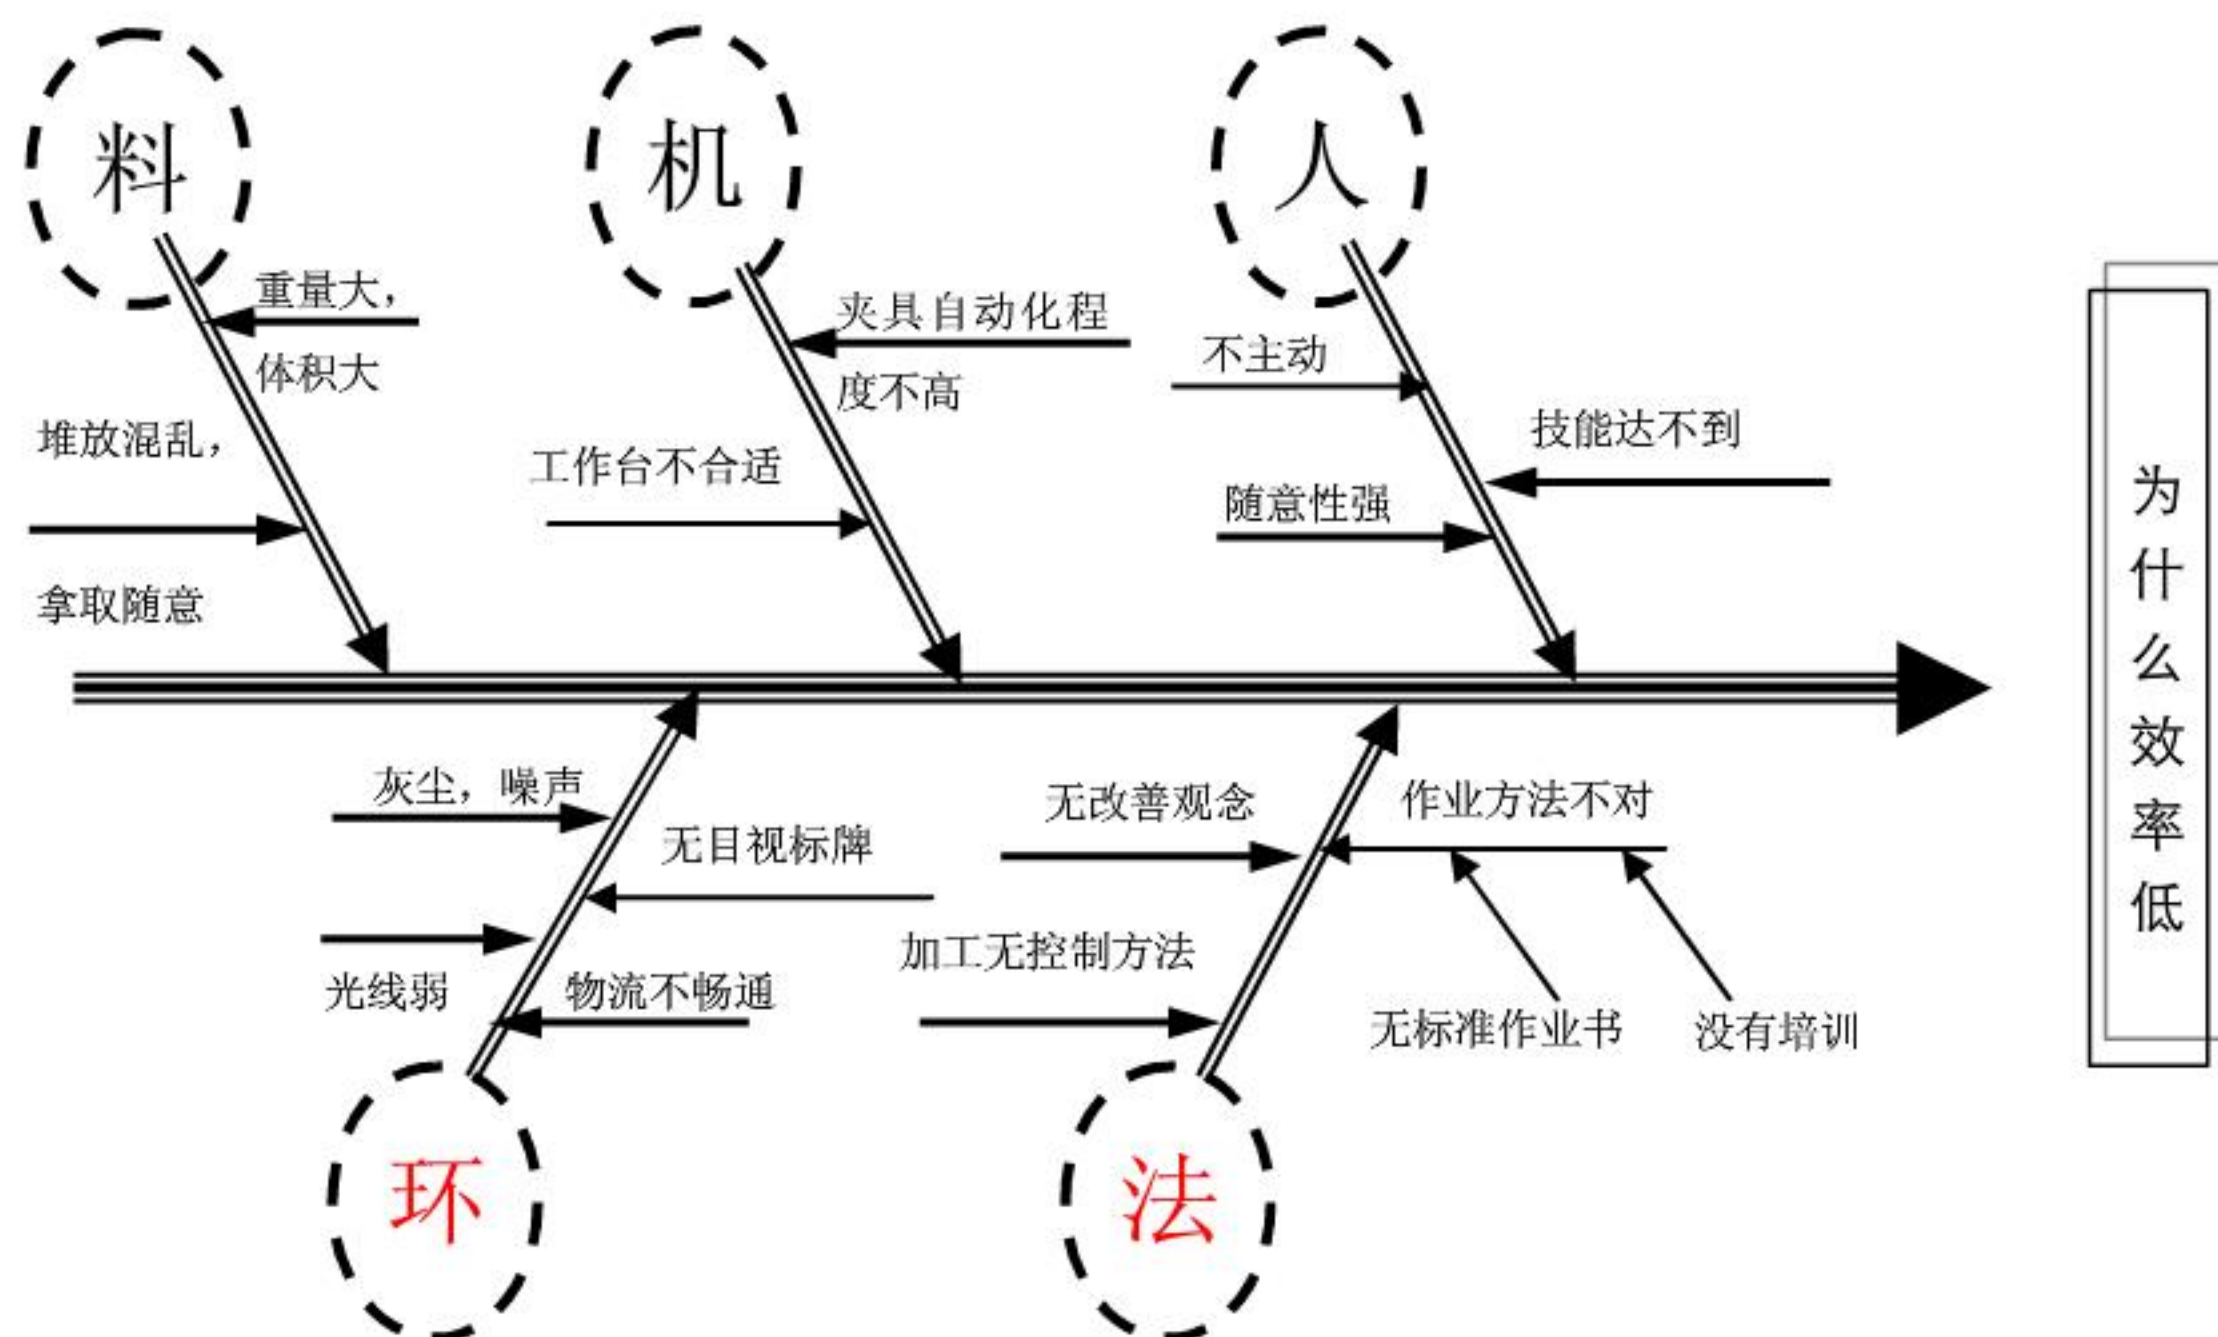 料
机
人
重量大，
体积大
堆放混乱，
拿取随意
夹具自动化程
度不高
工作台不合适
不主动
技能达不到
随意性强
为什么效率低
灰尘，噪声
无目视标牌
光线弱
物流不畅通
无改善观念
作业方法不对
加工无控制方法
无标准作业书
没有培训
环
法